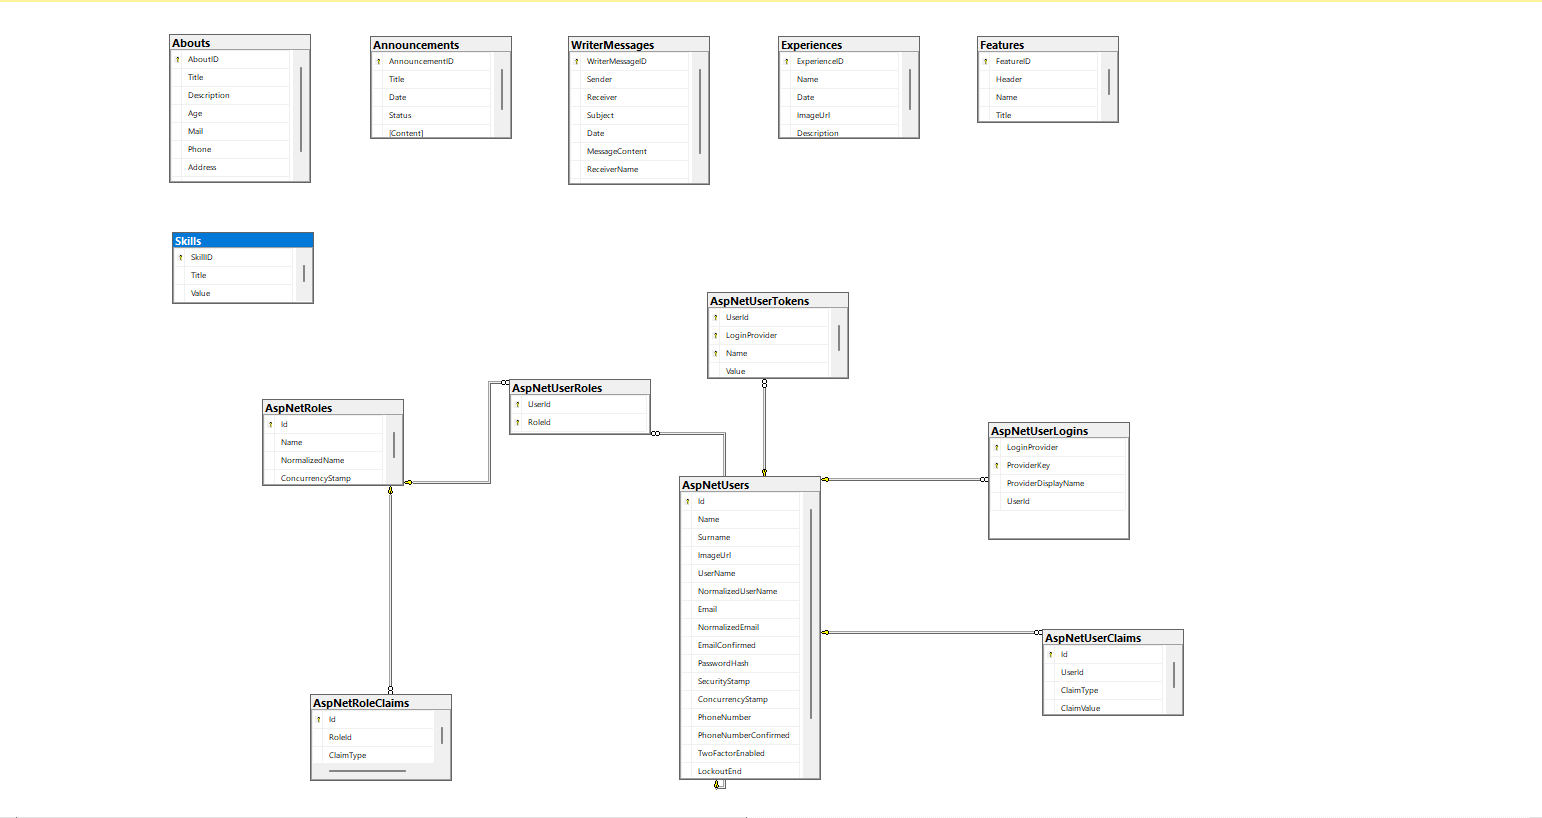 Abouts
AboutID
Title
Description
Age
Mail
Phone
Address
Announcements
AnnouncementID
Title
Date
Status
[Content]
WriterMessages
WriterMessageID
Sender
Receiver
Subject
Date
MessageContent
ReceiverName
Experiences
ExperienceID
Name
Date
ImageUrl
Description
Features
FeatureID
Header
Name
Title
Skills
SkillID
Title
Value
AspNetUserTokens
UserId
LoginProvider
Name
Value
AspNetUserRoles
UserId
RoleId
AspNetRoles
Id
Name
NormalizedName
ConcurrencyStamp
AspNetUserLogins
LoginProvider
ProviderKey
ProviderDisplayName
UserId
AspNetUsers
Id
Name
Surname
ImageUrl
UserName
NormalizedUserName
Email
NormalizedEmail
EmailConfirmed
PasswordHash
SecurityStamp
ConcurrencyStamp
PhoneNumber
PhoneNumberConfirmed
TwoFactorEnabled
LockoutEnd
AspNetUserClaims
Id
UserId
ClaimType
ClaimValue
AspNetRoleClaims
Id
RoleId
ClaimType